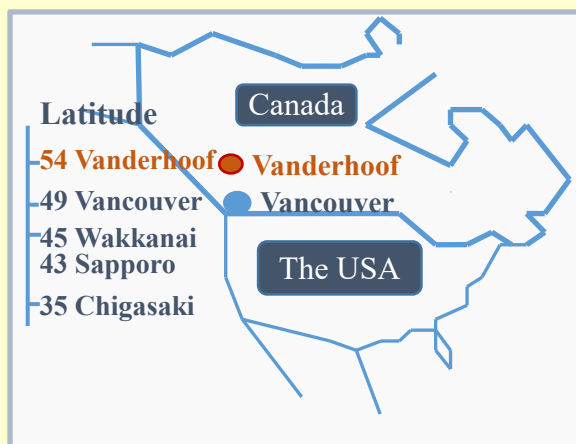 Canada
Latitude
54 Vanderhoof
Vanderhoof
49 Vancouver
Vancouver
45 Wakkanai
43 Sapporo
The USA
35 Chigasaki